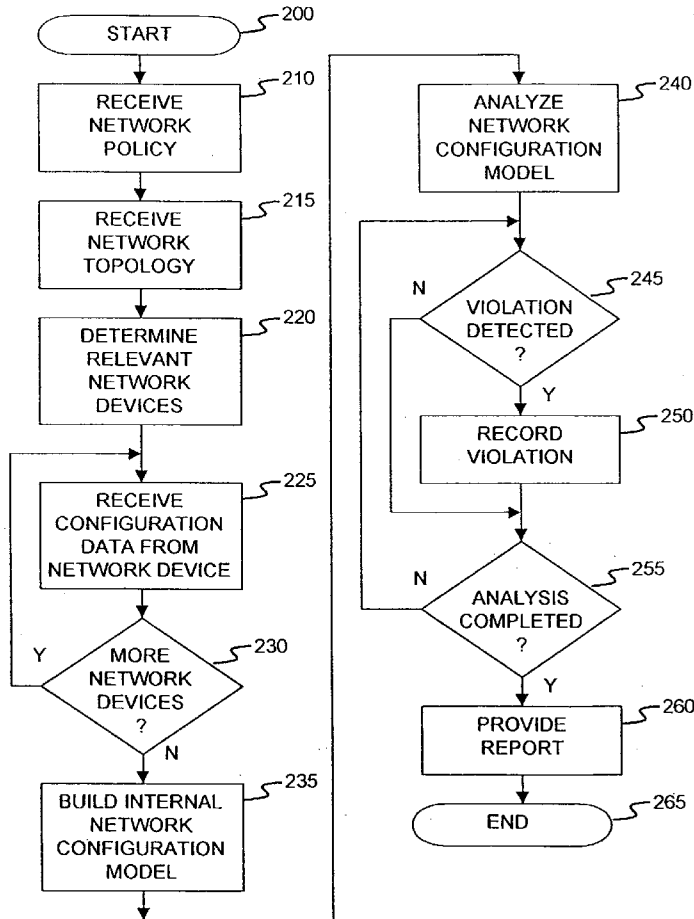 START
200
RECEIVE
NETWORK
POLICY
210
RECEIVE
NETWORK
TOPOLOGY
215
DETERMINE
RELEVANT
NETWORK
DEVICES
220
RECEIVE
CONFIGURATION
DATA FROM
NETWORK DEVICE
225
MORE
NETWORK
DEVICES
?
230
Y
N
BUILD INTERNAL
NETWORK
CONFIGURATION
MODEL
235
ANALYZE
NETWORK
CONFIGURATION
MODEL
240
VIOLATION
DETECTED
?
245
N
Y
RECORD
VIOLATION
250
ANALYSIS
COMPLETED
?
255
N
Y
PROVIDE
REPORT
260
END
265